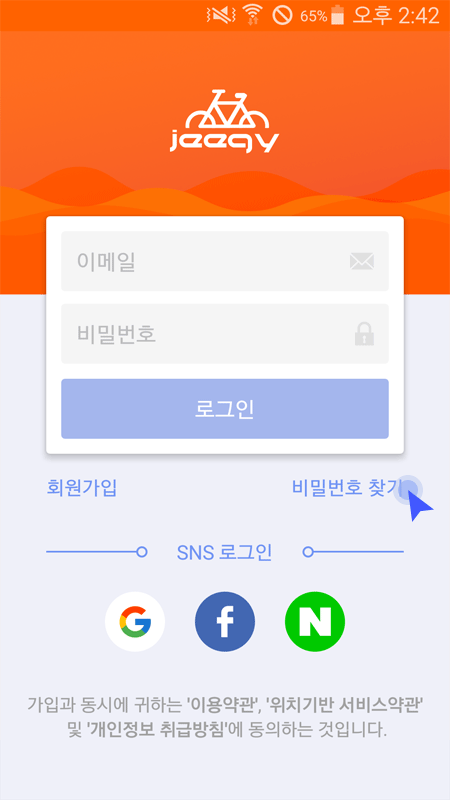 65% 오후 2:42
jeegy
이메일
비밀번호
로그인
회원가입 비밀번호 찾기
SNS 로그인
G f N
가입과 동시에 귀하는 '이용약관', '위치기반 서비스약관'
및 '개인정보 취급방침'에 동의하는 것입니다.